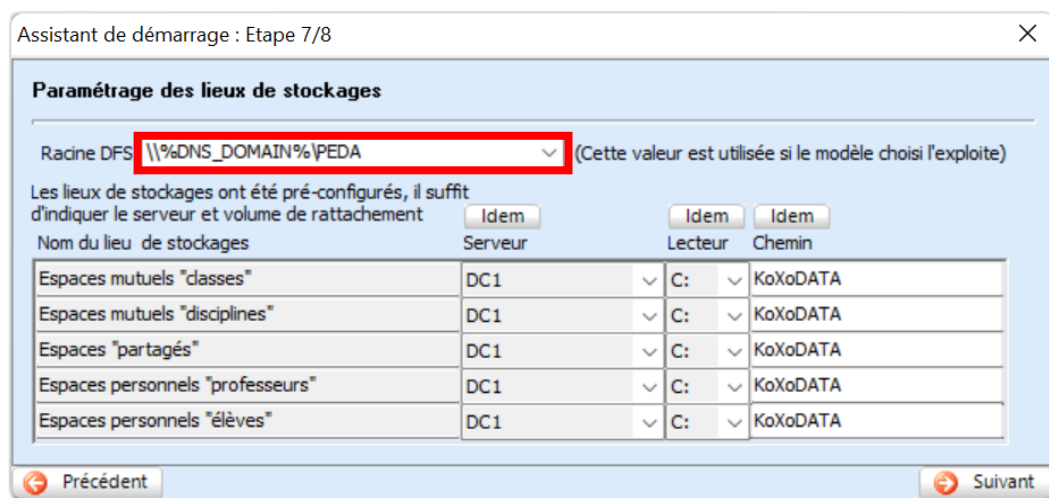 Assistant de démarrage : Etape 7/8
Paramétrage des lieux de stockages
Racine DFS \\%DNS_DOMAIN%\PEDA (Cette valeur est utilisée si le modèle choisi l'exploite)
Les lieux de stockages ont été pré-configurés, il suffit
d'indiquer le serveur et volume de rattachement Idem Idem Idem
Nom du lieu de stockages Serveur Lecteur Chemin
Espaces mutuels "classes" DC1 C: KoXoDATA
Espaces mutuels "disciplines" DC1 C: KoXoDATA
Espaces "partagés" DC1 C: KoXoDATA
Espaces personnels "professeurs" DC1 C: KoXoDATA
Espaces personnels "élèves" DC1 C: KoXoDATA
Précédent Suivant